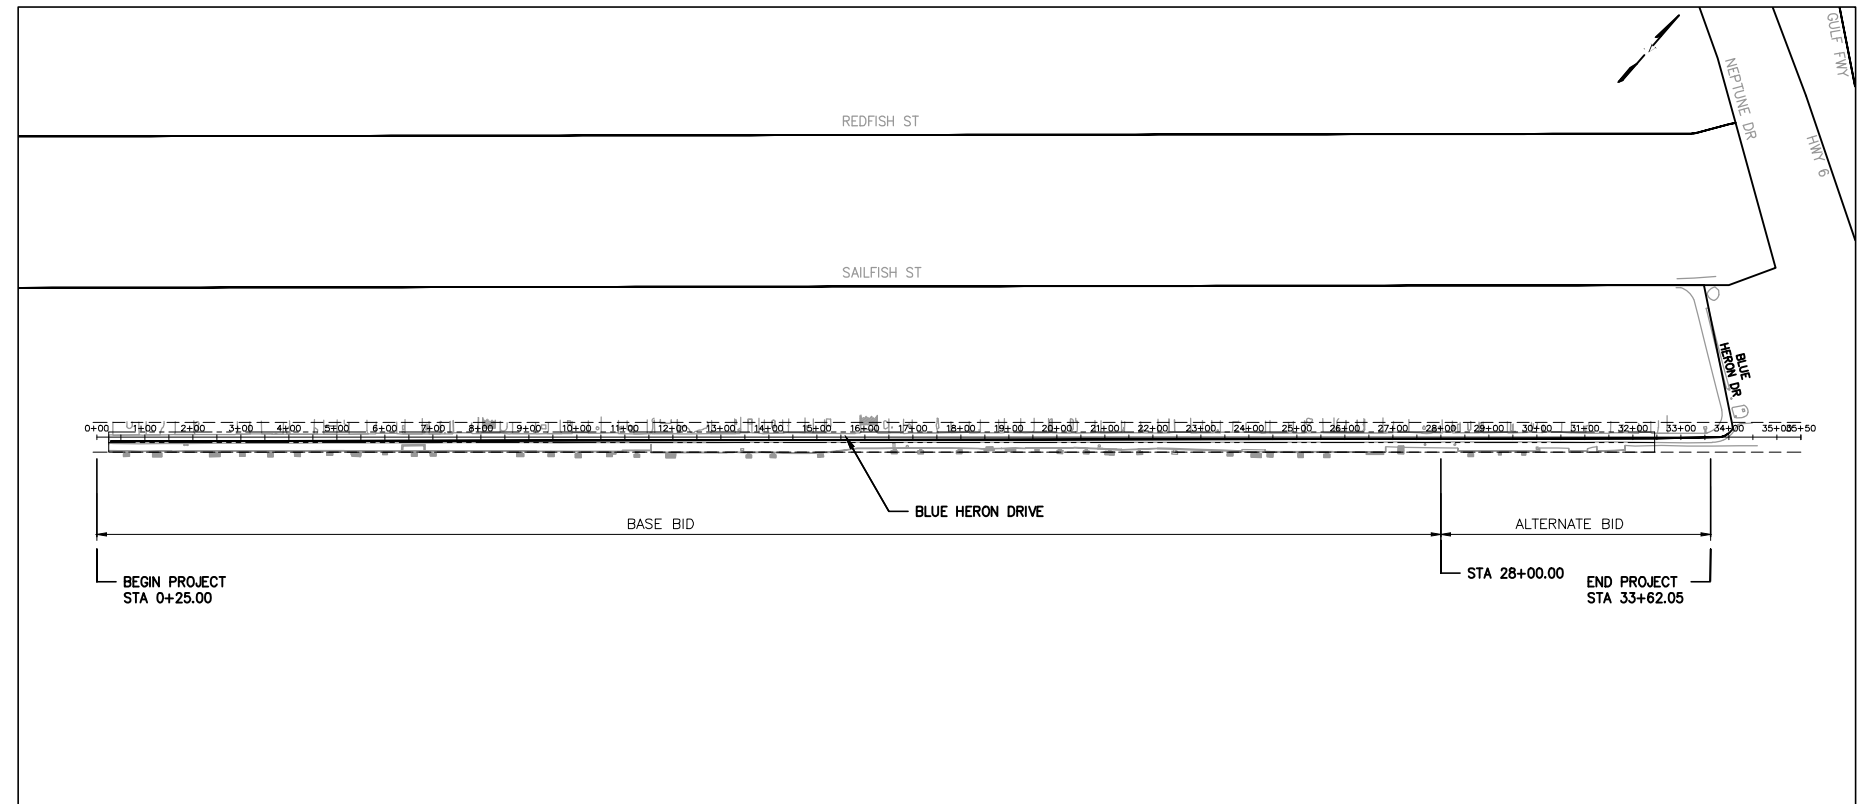 GULF FWY
NEPTUNE DR
REDFISH ST
HWY 6
SAILFISH ST
BLUE
HERON DR
0+00 1+00 2+00 3+00 4+00 5+00 6+00 7+00 8+00 9+00 10+00 11+00 12+00 13+00 14+00 15+00 16+00 17+00 18+00 19+00 20+00 21+00 22+00 23+00 24+00 25+00 26+00 27+00 28+00 29+00 30+00 31+00 32+00 33+00 34+00 35+00 35+50
BLUE HERON DRIVE
BASE BID
ALTERNATE BID
STA 28+00.00
BEGIN PROJECT
STA 0+25.00
END PROJECT
STA 33+62.05